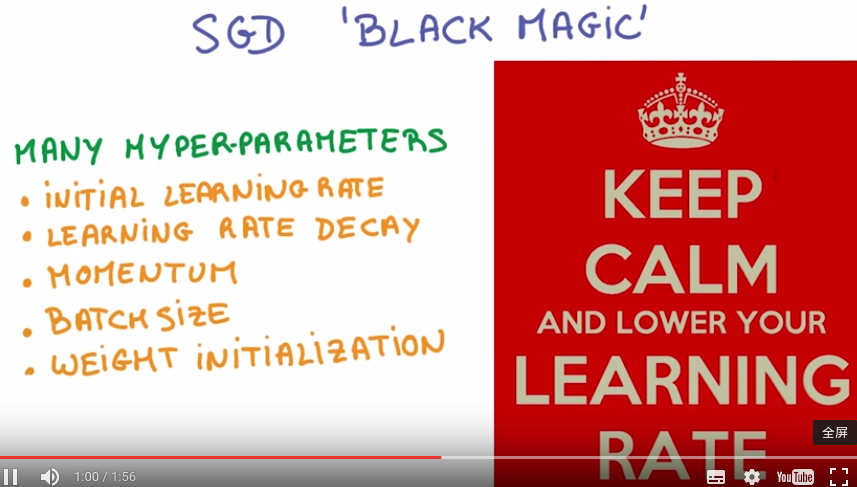 SGD 'BLACK MAGIC'
MANY HYPER-PARAMETERS
• INITIAL LEARNING RATE
• LEARNING RATE DECAY
• MOMENTUM
• BATCH SIZE
• WEIGHT INITIALIZATION
KEEP
CALM
AND LOWER YOUR
LEARNING
RATE
全屏
1:00 / 1:56
YouTube